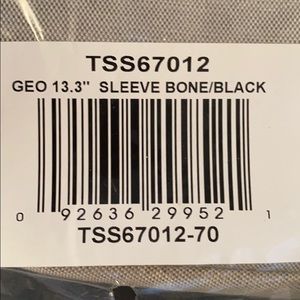 TSS67012
GEO 13.3" SLEEVE BONE/BLACK
0 92636 29952 1
TSS67012-70